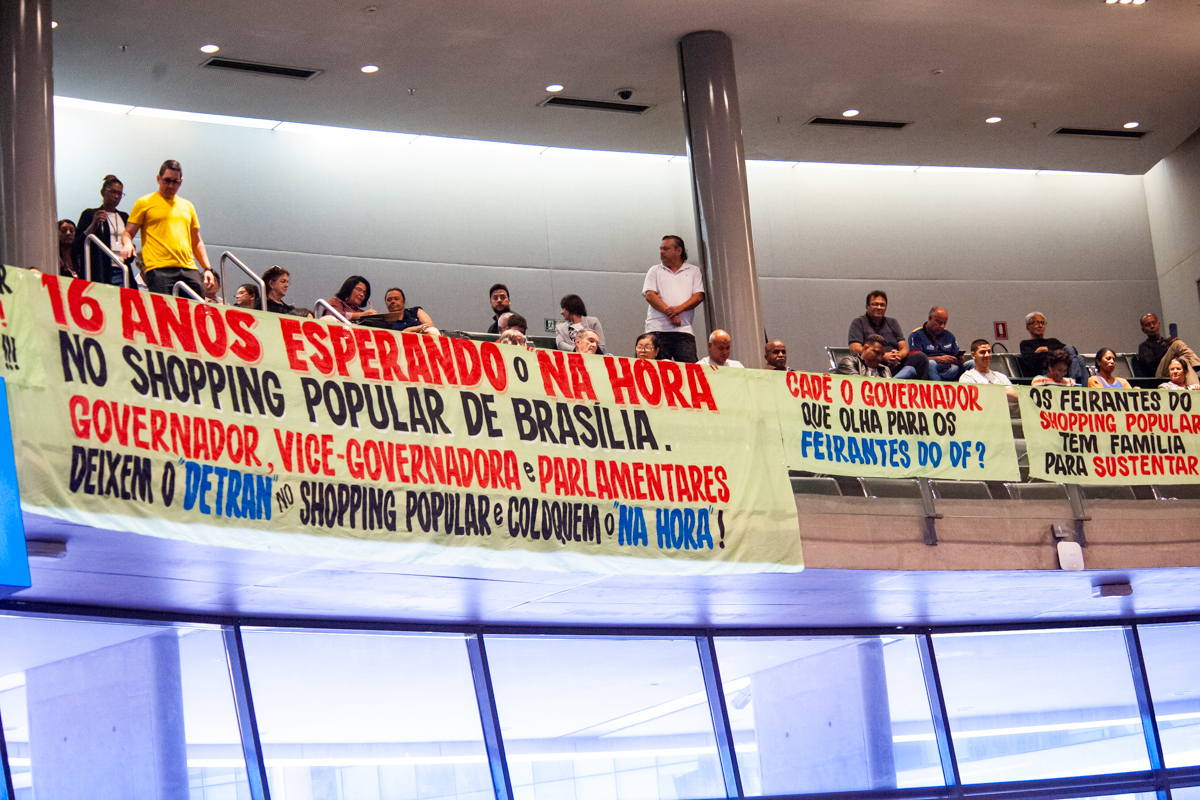 16 ANOS ESPERANDO O NA HORA
NO SHOPPING POPULAR DE BRASÍLIA.
GOVERNADOR, VICE-GOVERNADORA e PARLAMENTARES
DEIXEM O "DETRAN" NO SHOPPING POPULAR e COLOQUEM O "NA HORA"!
CADE O GOVERNADOR
QUE OLHA PARA OS
FEIRANTES DO DF?
OS FEIRANTES DO
SHOPPING POPULAR
TEM FAMÍLIA
PARA SUSTENTAR